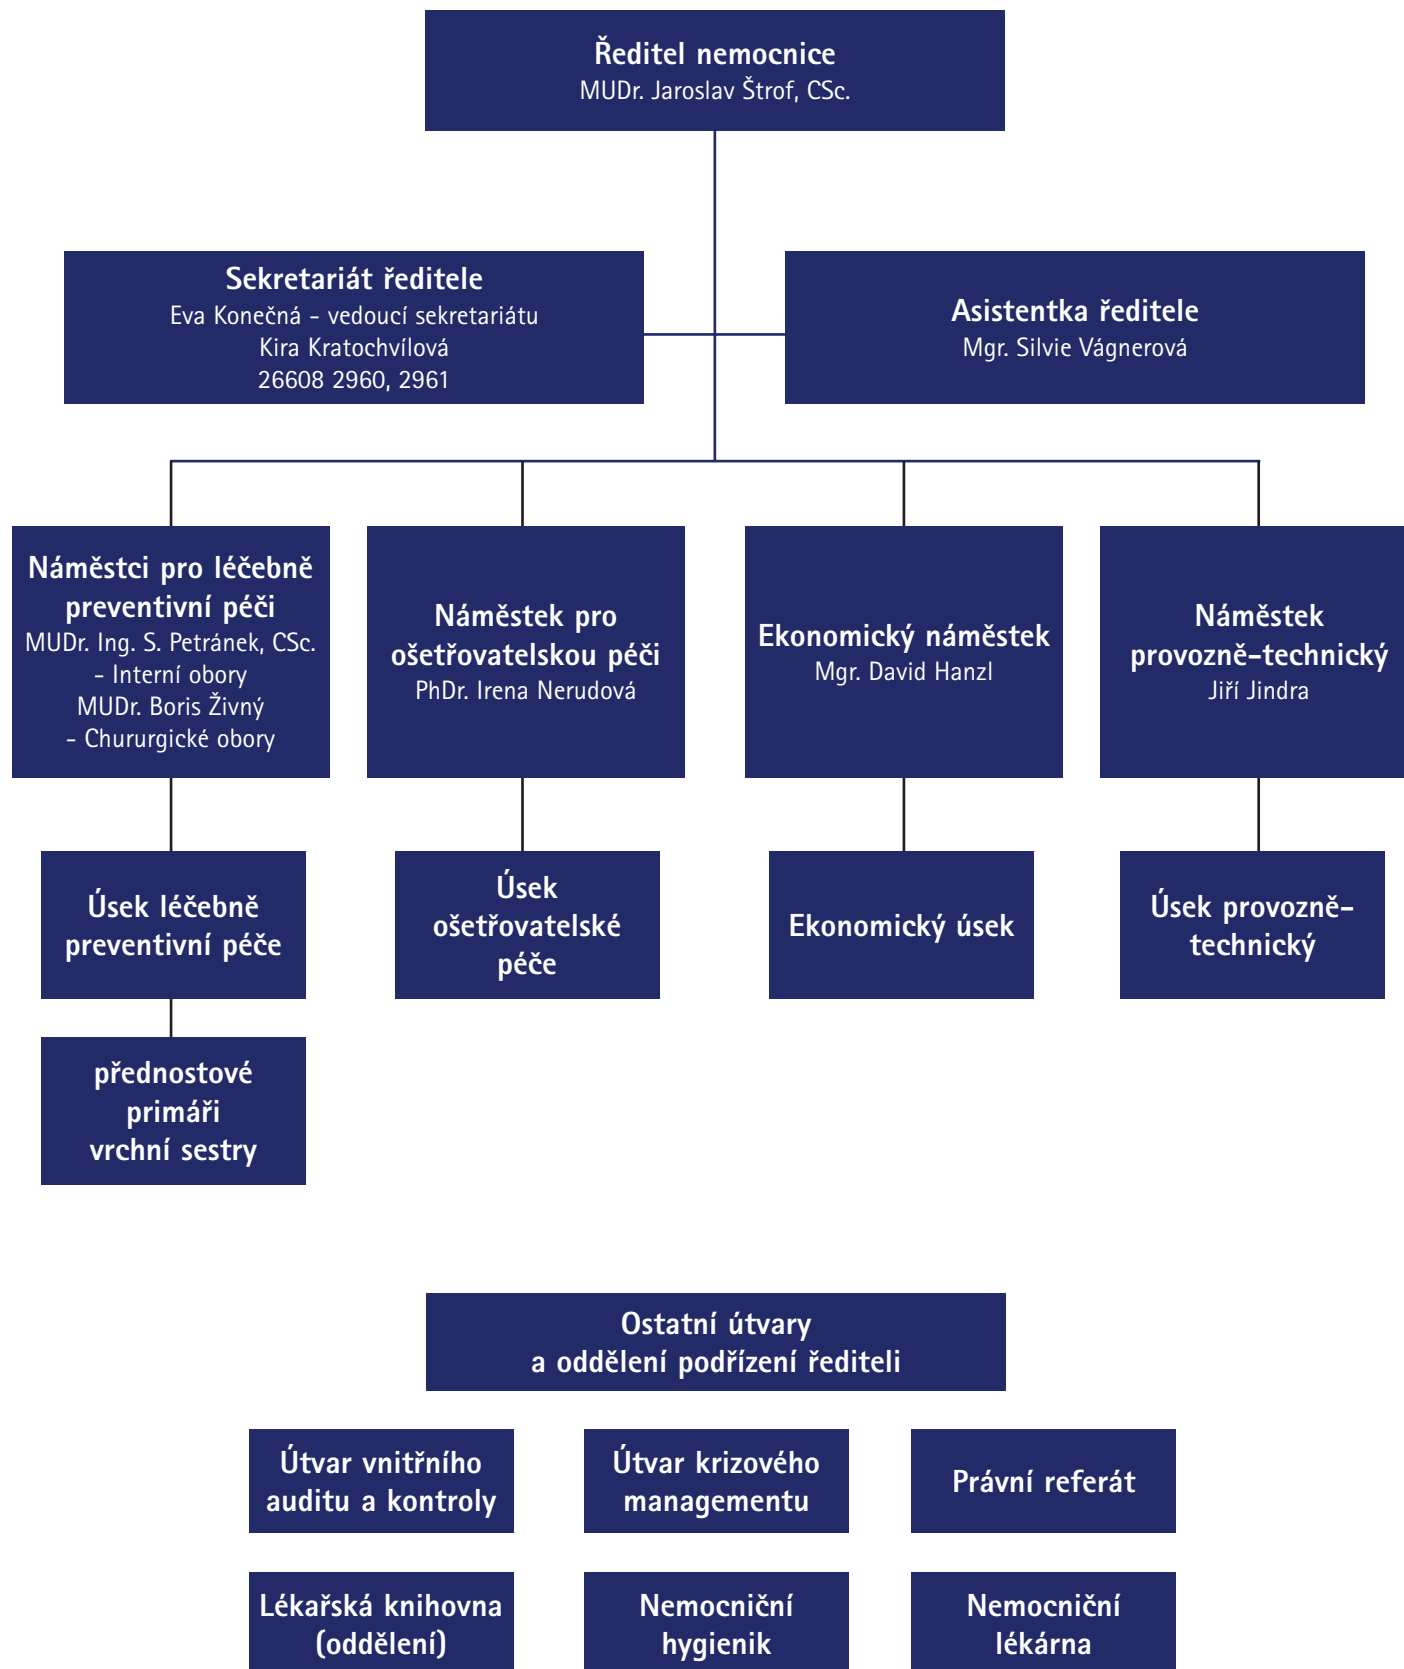 Ředitel nemocnice
MUDr. Jaroslav Štrof, CSc.
Sekretariát ředitele
Eva Konečná - vedoucí sekretariátu
Kira Kratochvílová
26608 2960, 2961
Asistentka ředitele
Mgr. Silvie Vágnerová
Náměstci pro léčebně
preventivní péči
MUDr. Ing. S. Petránek, CSc.
- Interní obory
MUDr. Boris Živný
- Chururgické obory
Náměstek pro
ošetřovatelskou péči
PhDr. Irena Nerudová
Ekonomický náměstek
Mgr. David Hanzl
Náměstek
provozně-technický
Jiří Jindra
Úsek léčebně
preventivní péče
Úsek
ošetřovatelské
péče
Ekonomický úsek
Úsek provozně-
technický
přednostové
primáři
vrchní sestry
Ostatní útvary
a oddělení podřízení řediteli
Útvar vnitřního
auditu a kontroly
Útvar krizového
managementu
Právní referát
Lékařská knihovna
(oddělení)
Nemocniční
hygienik
Nemocniční
lékárna